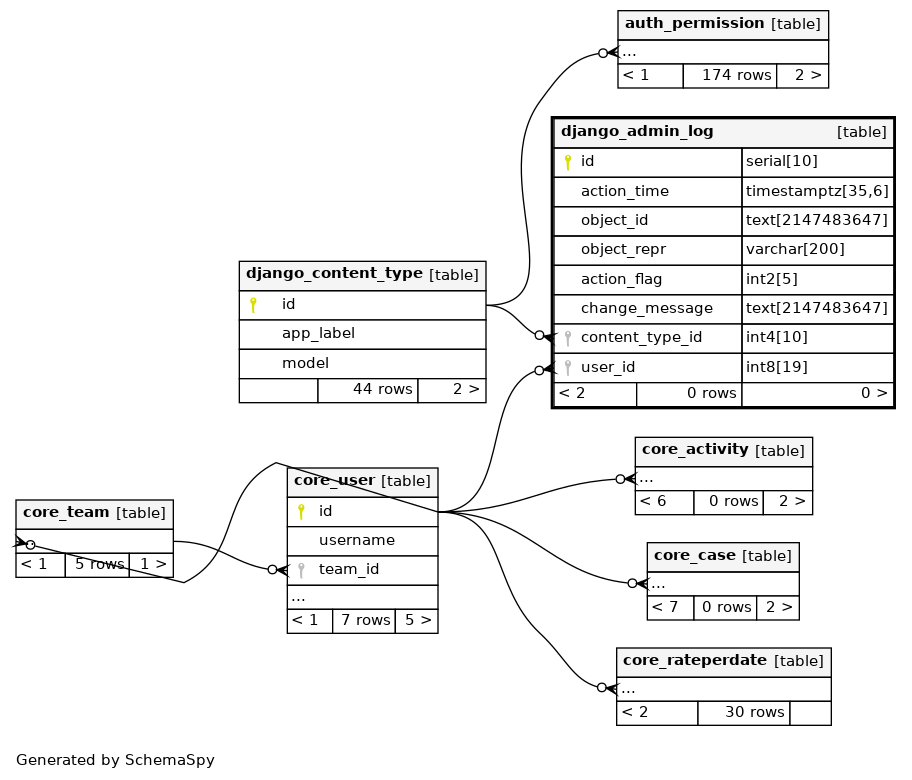 auth_permission [table]
...
< 1 174 rows 2 >
django_admin_log [table]
id serial[10]
action_time timestamptz[35,6]
object_id text[2147483647]
object_repr varchar[200]
action_flag int2[5]
change_message text[2147483647]
content_type_id int4[10]
user_id int8[19]
< 2 0 rows 0 >
django_content_type [table]
id
app_label
model
44 rows 2 >
core_user [table]
id
username
team_id
...
< 1 7 rows 5 >
core_team [table]
...
< 1 5 rows 1 >
core_activity [table]
...
< 6 0 rows 2 >
core_case [table]
...
< 7 0 rows 2 >
core_rateperdate [table]
...
< 2 30 rows
Generated by SchemaSpy